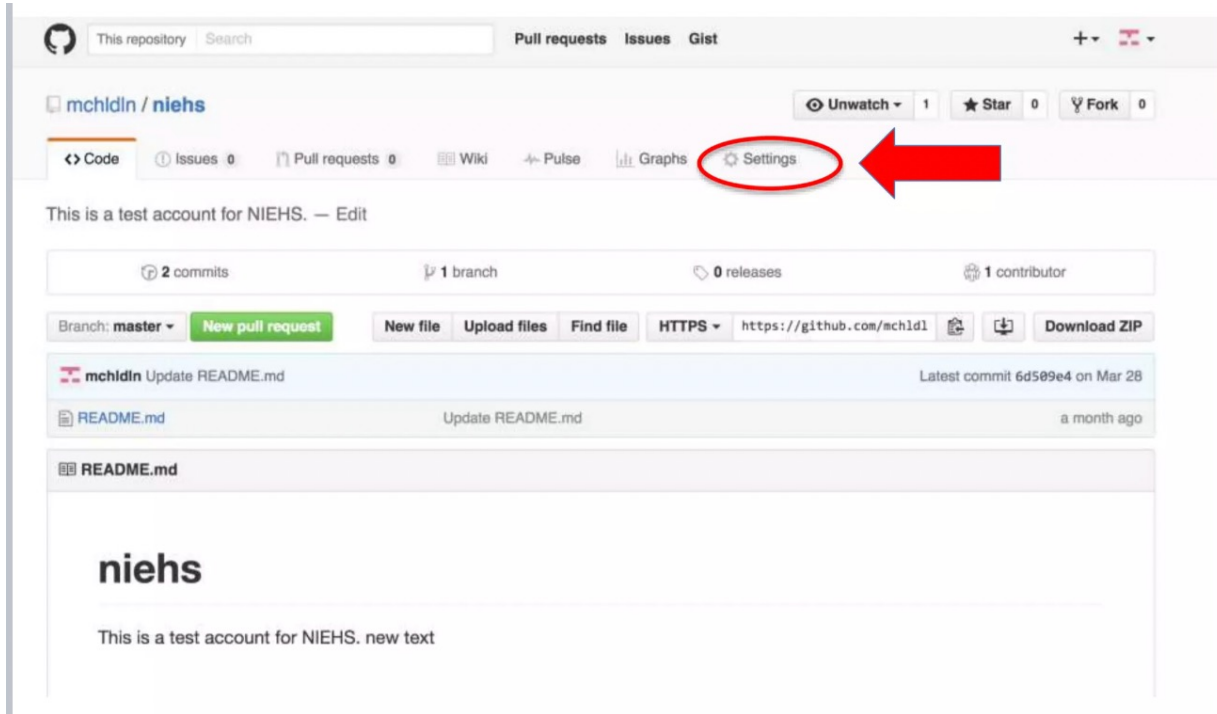 This repository Search Pull requests Issues Gist
mchldln / niehs Unwatch 1 Star 0 Fork 0
Code Issues 0 Pull requests 0 Wiki Pulse Graphs Settings
This is a test account for NIEHS. — Edit
2 commits 1 branch 0 releases 1 contributor
Branch: master New pull request New file Upload files Find file HTTPS https://github.com/mchldl Download ZIP
mchldln Update README.md Latest commit 6d509e4 on Mar 28
README.md Update README.md a month ago
README.md
niehs
This is a test account for NIEHS. new text